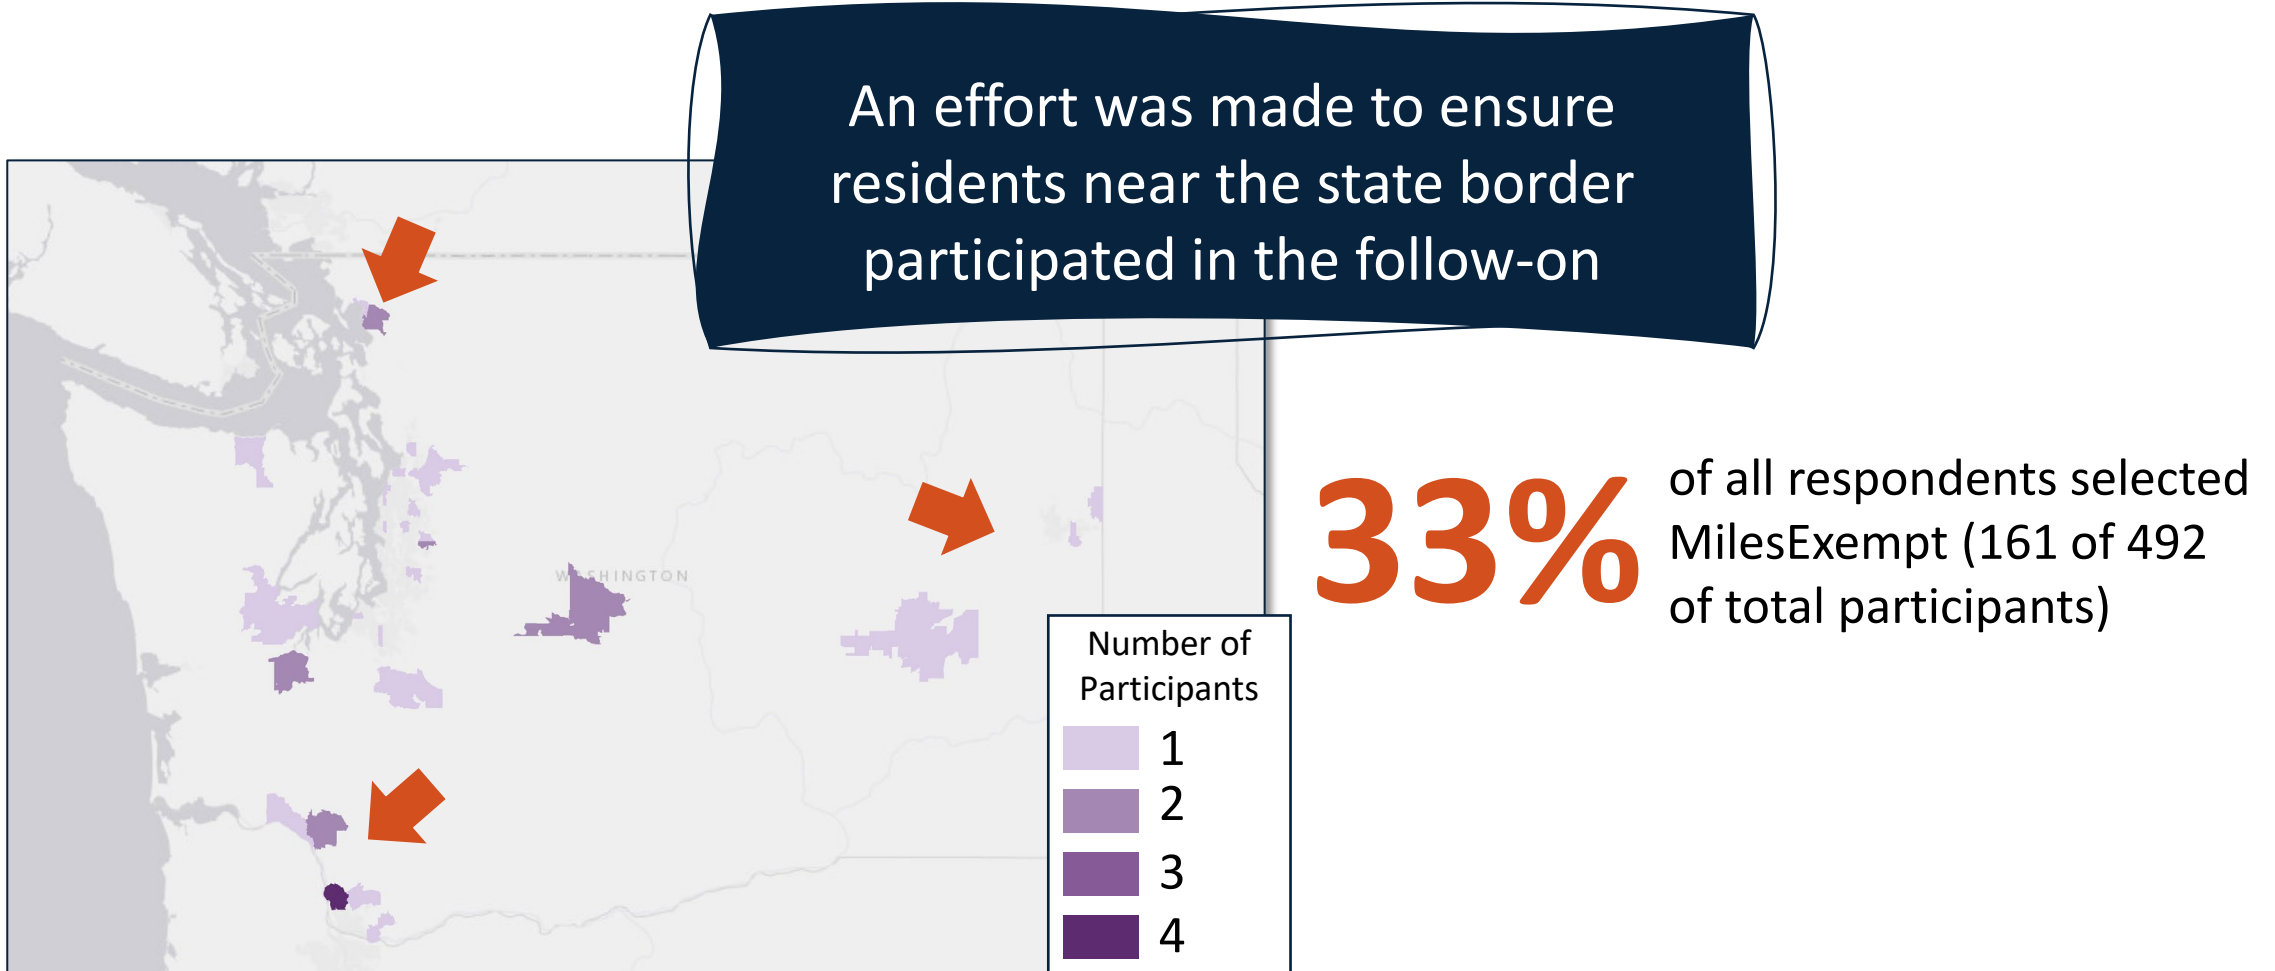 An effort was made to ensure
residents near the state border
participated in the follow-on
33%
of all respondents selected
MilesExempt (161 of 492
of total participants)
WASHINGTON
Number of
Participants
1
2
3
4